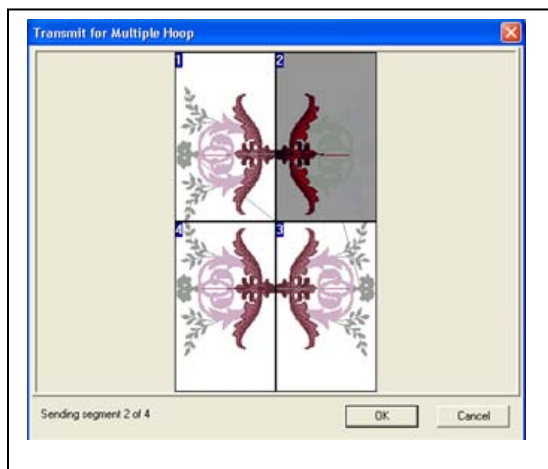 Transmit for Multiple Hoop
1
2
4
3
Sending segment 2 of 4
OK
Cancel